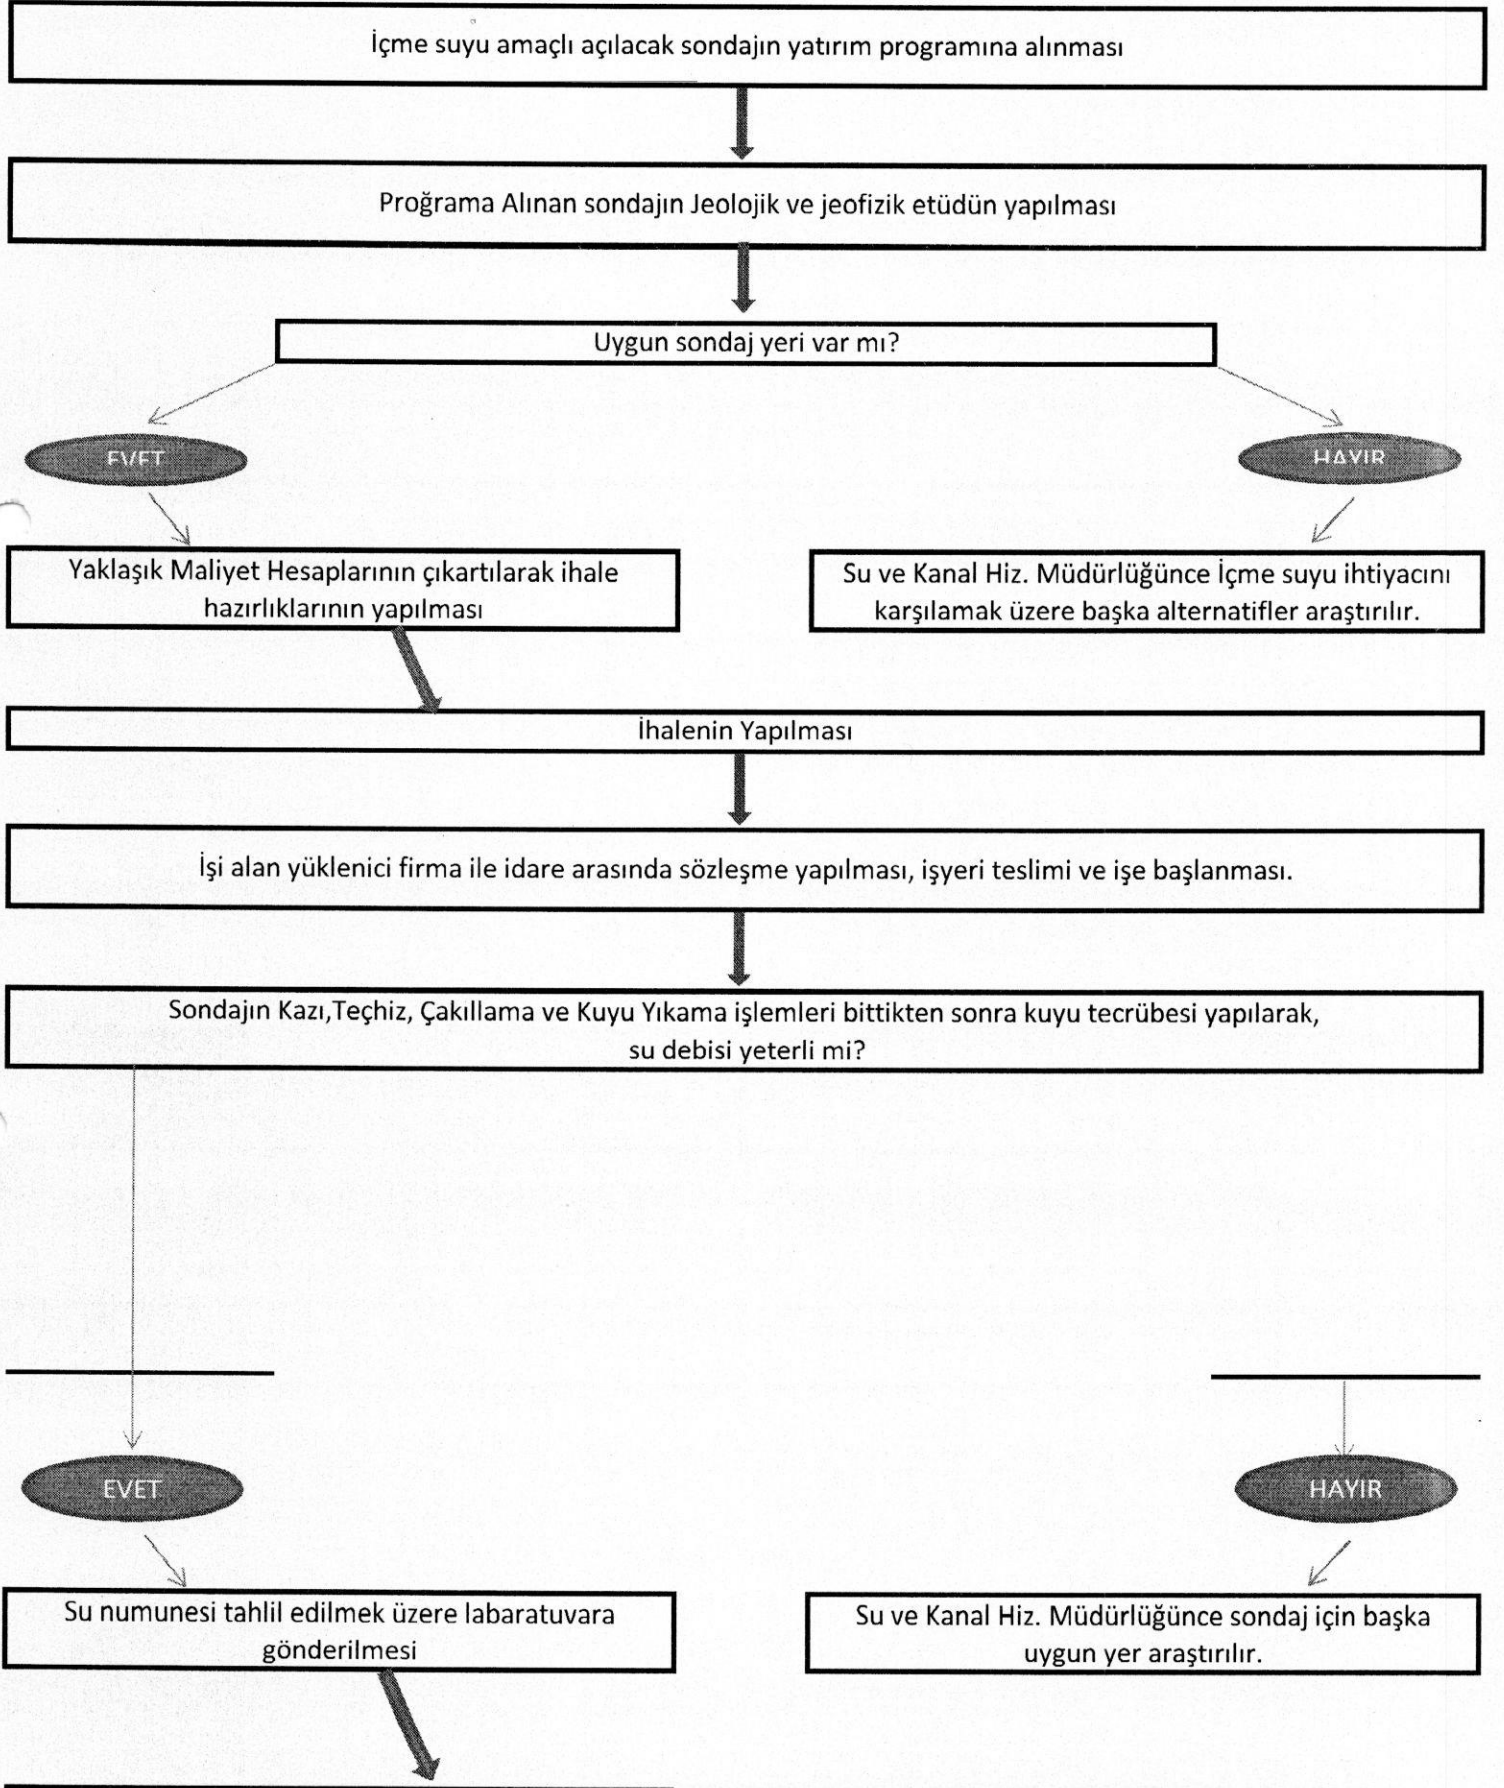 İçme suyu amaçlı açılacak sondajın yatırım programına alınması
Proğrama Alınan sondajın Jeolojik ve jeofizik etüdün yapılması
Uygun sondaj yeri var mı?
EVET
HAYIR
Yaklaşık Maliyet Hesaplarının çıkartılarak ihale
hazırlıklarının yapılması
Su ve Kanal Hiz. Müdürlüğünce İçme suyu ihtiyacını
karşılamak üzere başka alternatifler araştırılır.
İhalenin Yapılması
İşi alan yüklenici firma ile idare arasında sözleşme yapılması, işyeri teslimi ve işe başlanması.
Sondajın Kazı,Teçhiz, Çakıllama ve Kuyu Yıkama işlemleri bittikten sonra kuyu tecrübesi yapılarak,
su debisi yeterli mi?
EVET
HAYIR
Su numunesi tahlil edilmek üzere labaratuvara
gönderilmesi
Su ve Kanal Hiz. Müdürlüğünce sondaj için başka
uygun yer araştırılır.